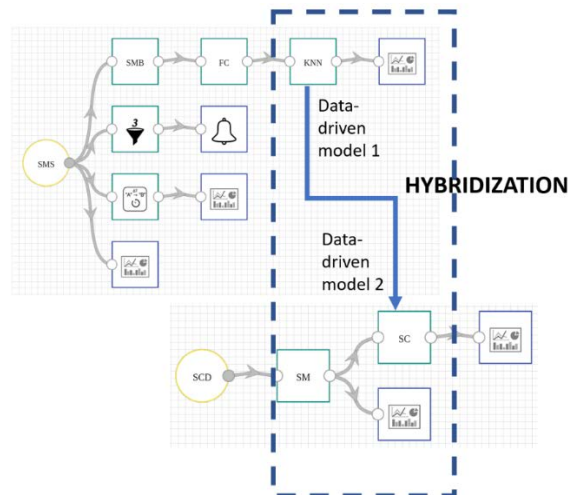 SMB
FC
KNN
SMS
3
Data-
driven
model 1
HYBRIDIZATION
Data-
driven
model 2
SC
SCD
SM